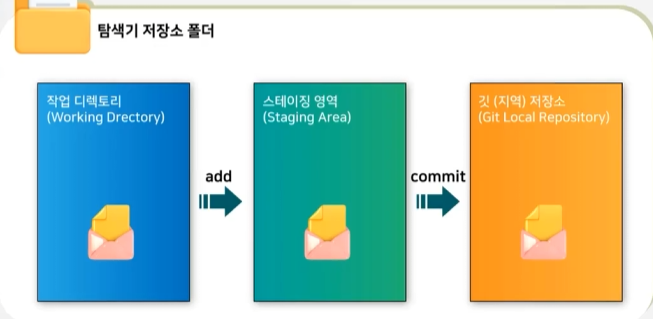 탐색기 저장소 폴더
작업 디렉토리
(Working Drectory)
add
스테이징 영역
(Staging Area)
commit
깃 (지역) 저장소
(Git Local Repository)